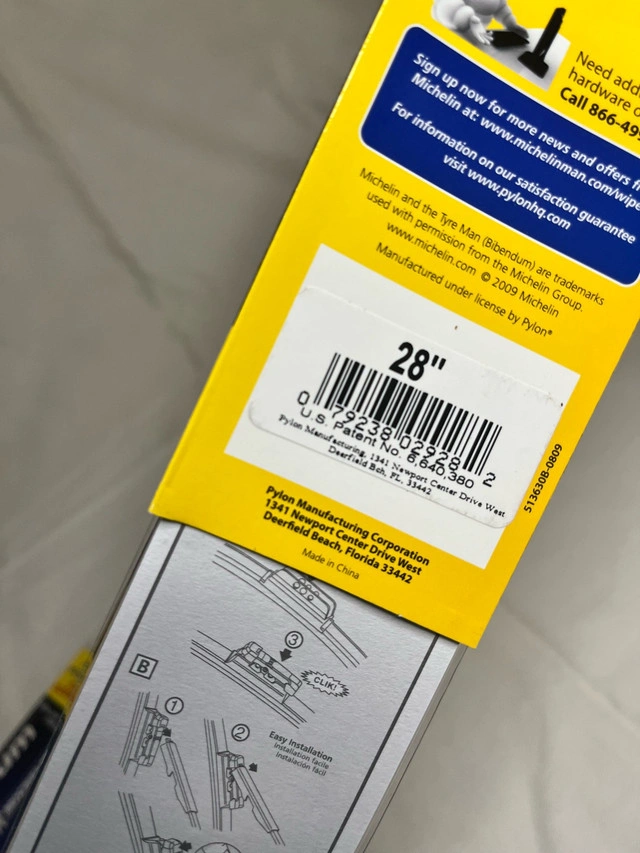 Need
hardware
Call 866-49
Sign up now for more news and offers
Michelin at: www.michelinman.com/wipe
For information on our satisfaction guarantee
visit www.pylonhq.com
Michelin and the Tyre Man (Bibendum) are trademarks
used with permission from the Michelin Group.
www.michelin.com © 2009 Michelin
Manufactured under license by Pylon®
28"
0 79238 02928 2
U.S. Patent No. 6,640,380
Pylon Manufacturing, 1341 Newport Center Drive West
Deerfield Bch, FL, 33442
513630B-0809
Pylon Manufacturing Corporation
1341 Newport Center Drive West
Deerfield Beach, Florida 33442
Made in China
3
CLIK!
B
1
2
Easy Installation
Installation facile
Instalación fácil